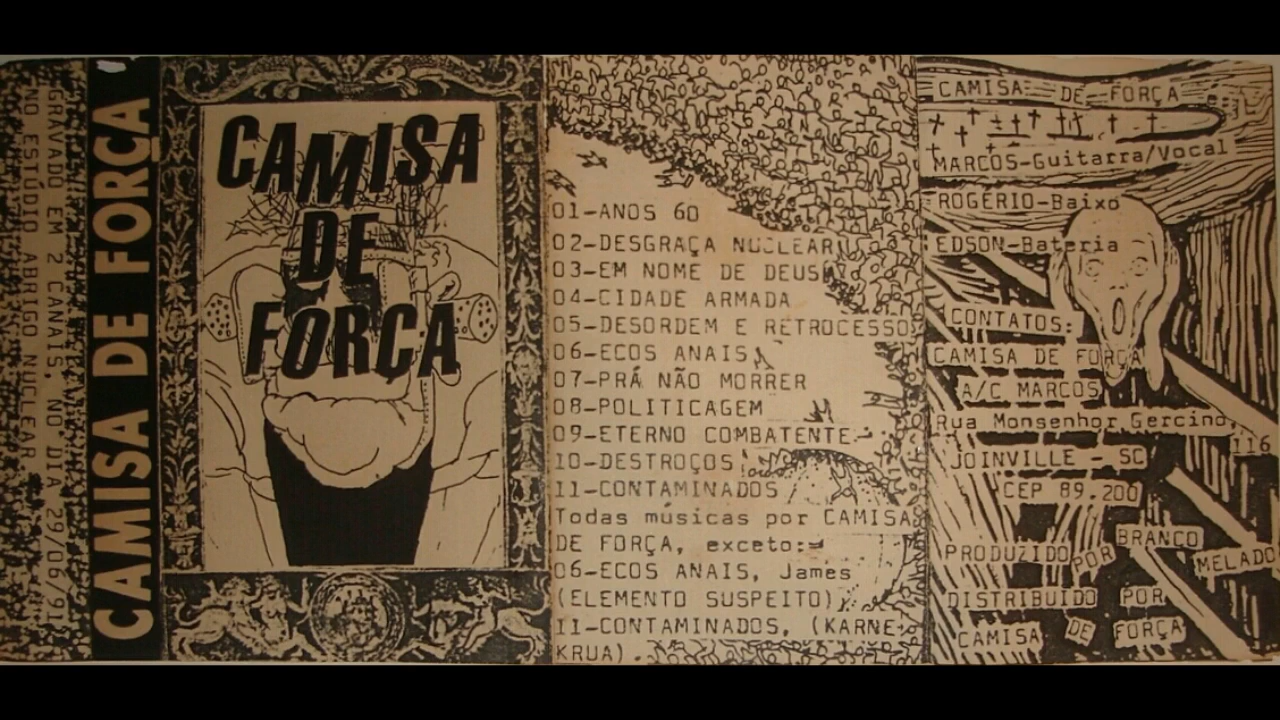 GRAVADO EM 2 CANAIS, NO DIA 29/06/91
NO ESTÚDIO ABRIGO NUCLEAR
CAMISA DE FORÇA
CAMISA
DE
FORÇA
01-ANOS 60
02-DESGRAÇA NUCLEAR
03-EM NOME DE DEUS
04-CIDADE ARMADA
05-DESORDEM E RETROCESSO
06-ECOS ANAIS
07-PRÁ NÃO MORRER
08-POLITICAGEM
09-ETERNO COMBATENTE
10-DESTROÇOS
11-CONTAMINADOS
Todas músicas por CAMISA
DE FORÇA, exceto:
06-ECOS ANAIS, James
(ELEMENTO SUSPEITO)
11-CONTAMINADOS, (KARNE-
KRUA).
CAMISA DE FORÇA
MARCOS-Guitarra/Vocal
ROGÉRIO-Baixo
EDSON-Bateria
CONTATOS:
CAMISA DE FORÇA
A/C MARCOS
Rua Monsenhor Gercino,
116
JOINVILLE - SC
CEP 89.200
PRODUZIDO POR BRANCO MELADO
DISTRIBUIDO POR
CAMISA DE FORÇA